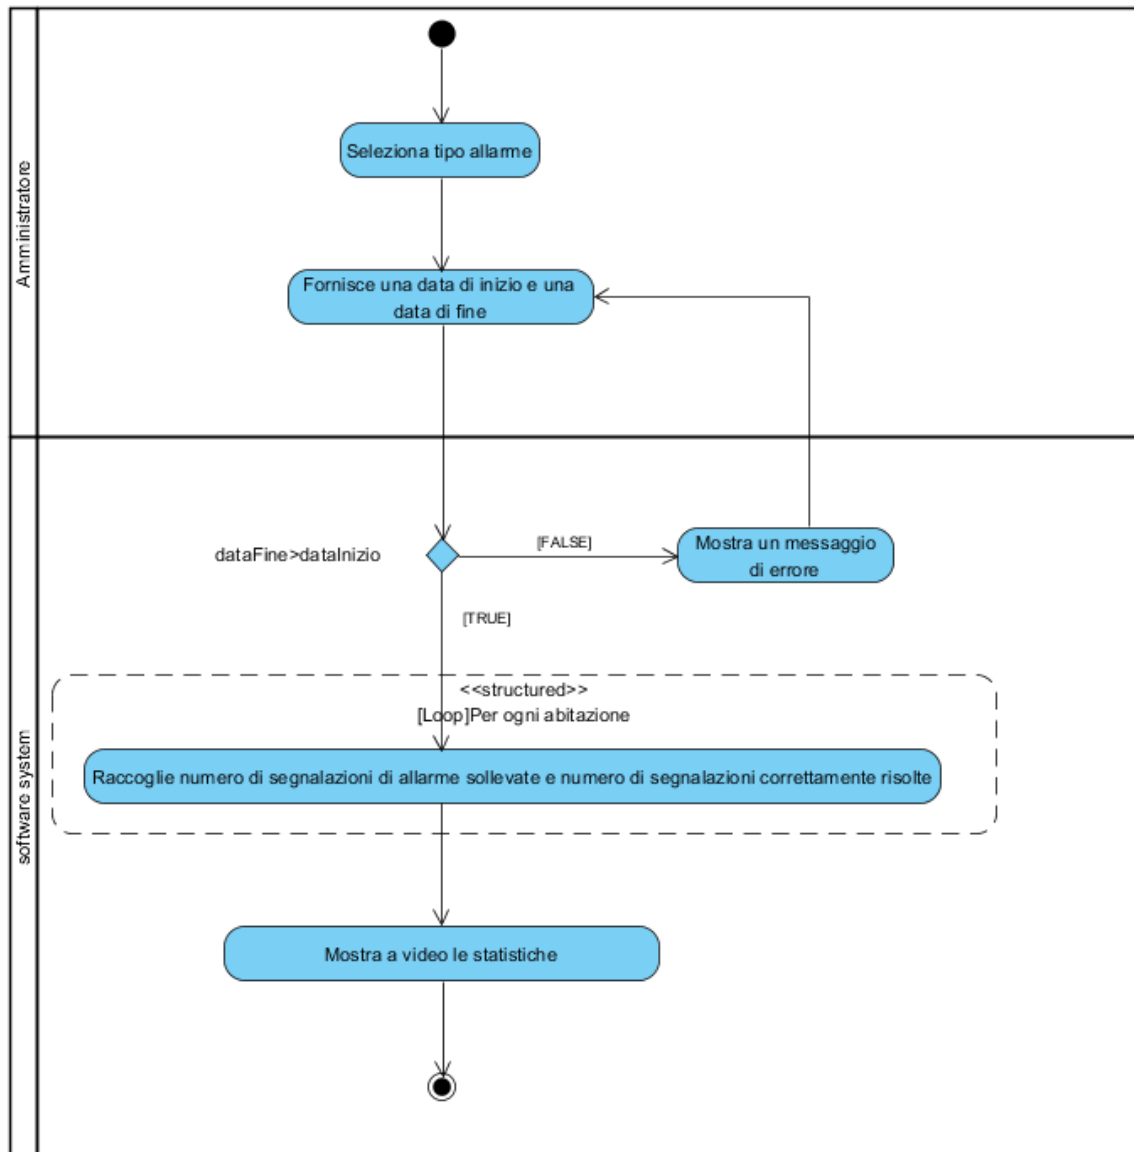 Amministratore
Seleziona tipo allarme
Fornisce una data di inizio e una
data di fine
software system
dataFine>dataInizio
[FALSE]
Mostra un messaggio
di errore
[TRUE]
<<structured>>
[Loop]Per ogni abitazione
Raccoglie numero di segnalazioni di allarme sollevate e numero di segnalazioni correttamente risolte
Mostra a video le statistiche